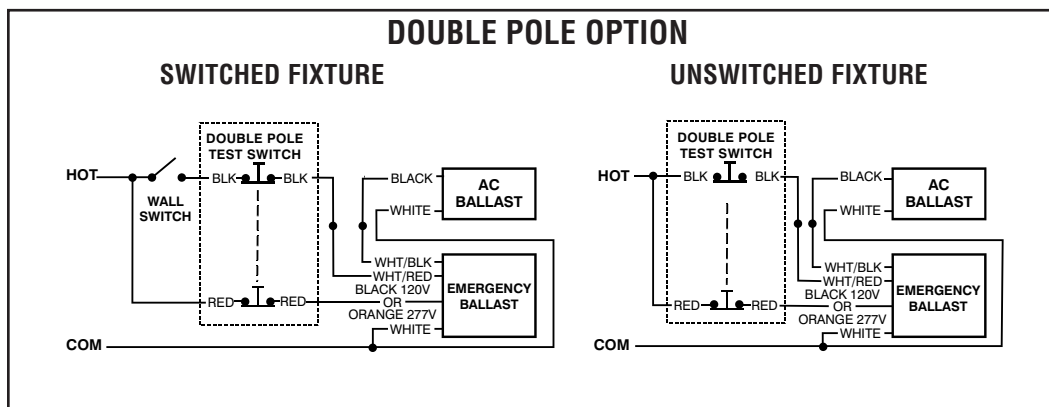 DOUBLE POLE OPTION
SWITCHED FIXTURE
DOUBLE POLE
TEST SWITCH
HOT
WALL
SWITCH
BLK
BLK
BLACK
AC
BALLAST
WHITE
WHT/BLK
WHT/RED
RED
RED
BLACK 120V
OR
ORANGE 277V
EMERGENCY
BALLAST
WHITE
COM
UNSWITCHED FIXTURE
DOUBLE POLE
TEST SWITCH
HOT
BLK
BLK
BLACK
AC
BALLAST
WHITE
WHT/BLK
WHT/RED
RED
RED
BLACK 120V
OR
ORANGE 277V
EMERGENCY
BALLAST
WHITE
COM